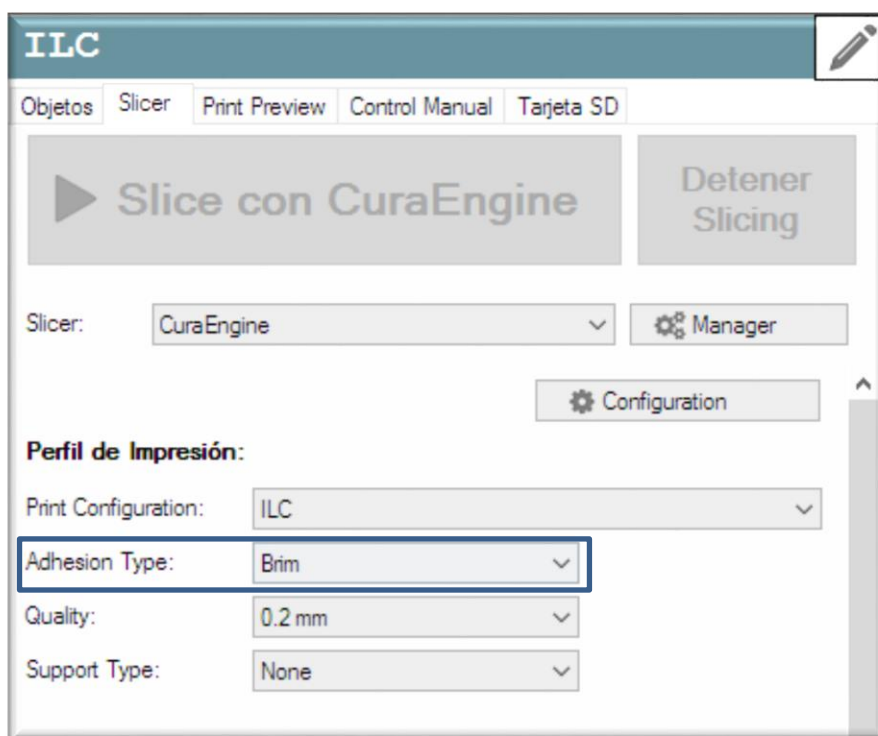 ILC
Objetos Slicer Print Preview Control Manual Tarjeta SD
Slice con CuraEngine
Detener
Slicing
Slicer: CuraEngine Manager
Configuration
Perfil de Impresión:
Print Configuration: ILC
Adhesion Type: Brim
Quality: 0.2 mm
Support Type: None